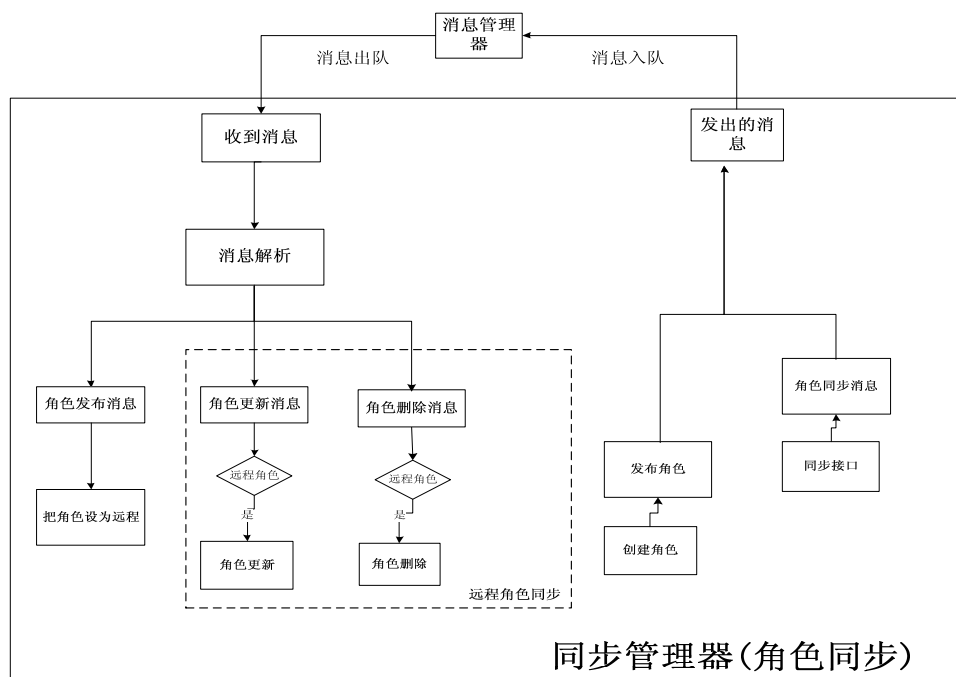 消息管理
器
消息出队
消息入队
收到消息
发出的消
息
消息解析
角色发布消息
角色更新消息
角色删除消息
角色同步消息
远程角色
远程角色
发布角色
同步接口
把角色设为远程
是
是
角色更新
角色删除
创建角色
远程角色同步
同步管理器(角色同步)